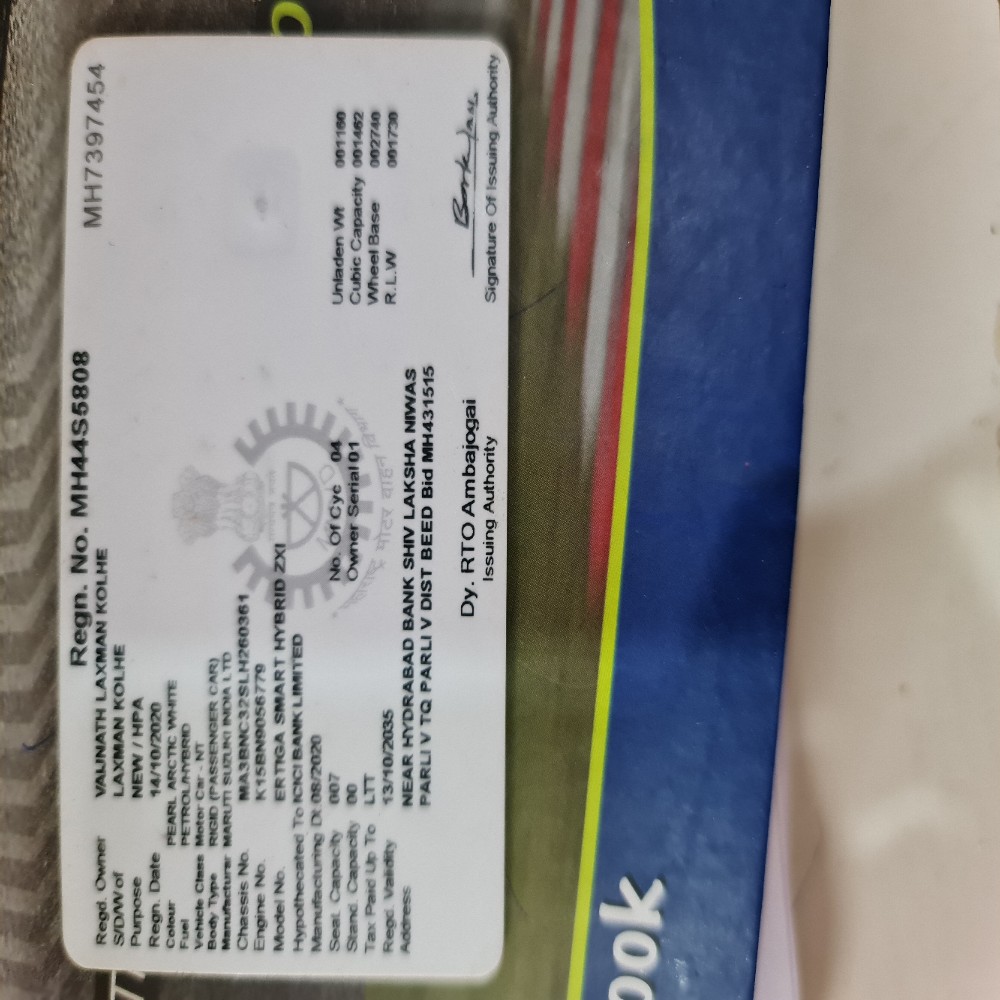 MH7397454
Regn. No. MH44S5808
Regd. Owner VAIJNATH LAXMAN KOLHE
S/D/W of LAXMAN KOLHE
Purpose NEW / HPA
Regn. Date 14/10/2020
Colour PEARL ARCTIC WHITE
Fuel PETROL/HYBRID
Vehicle Class Motor Car - NT
Body Type RIGID (PASSENGER CAR)
Manufacturer MARUTI SUZUKI INDIA LTD
Chassis No. MA3BNC32SLH260361
Engine No. K15BN9056779
Model No. ERTIGA SMART HYBRID ZXI
Hypothecated To ICICI BANK LIMITED
Manufacturing Dt 08/2020 No. Of Cyc 04 Unladen Wt 001160
Seat. Capacity 007 Owner Serial 01 Cubic Capacity 001462
Stand. Capacity 00 Wheel Base 002740
Tax Paid Up To LTT R.L.W 001730
Regd. Validity 13/10/2035
Address NEAR HYDRABAD BANK SHIV LAKSHA NIWAS
PARLI V TQ PARLI V DIST BEED Bid MH431515
Dy. RTO Ambajogai
Issuing Authority
Signature Of Issuing Authority
ook